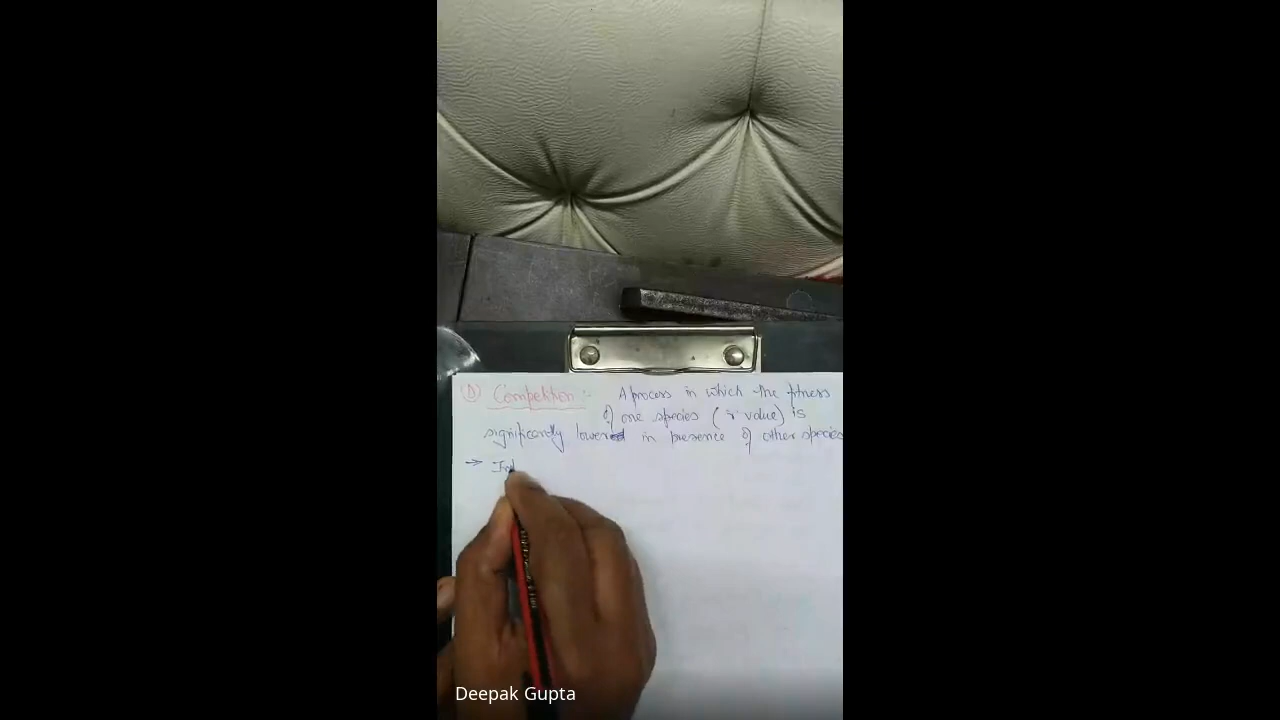 ① Competition :- A process in which the fitness
of one species ( r value) is
significantly lowered in presence of other species
→ In
Deepak Gupta